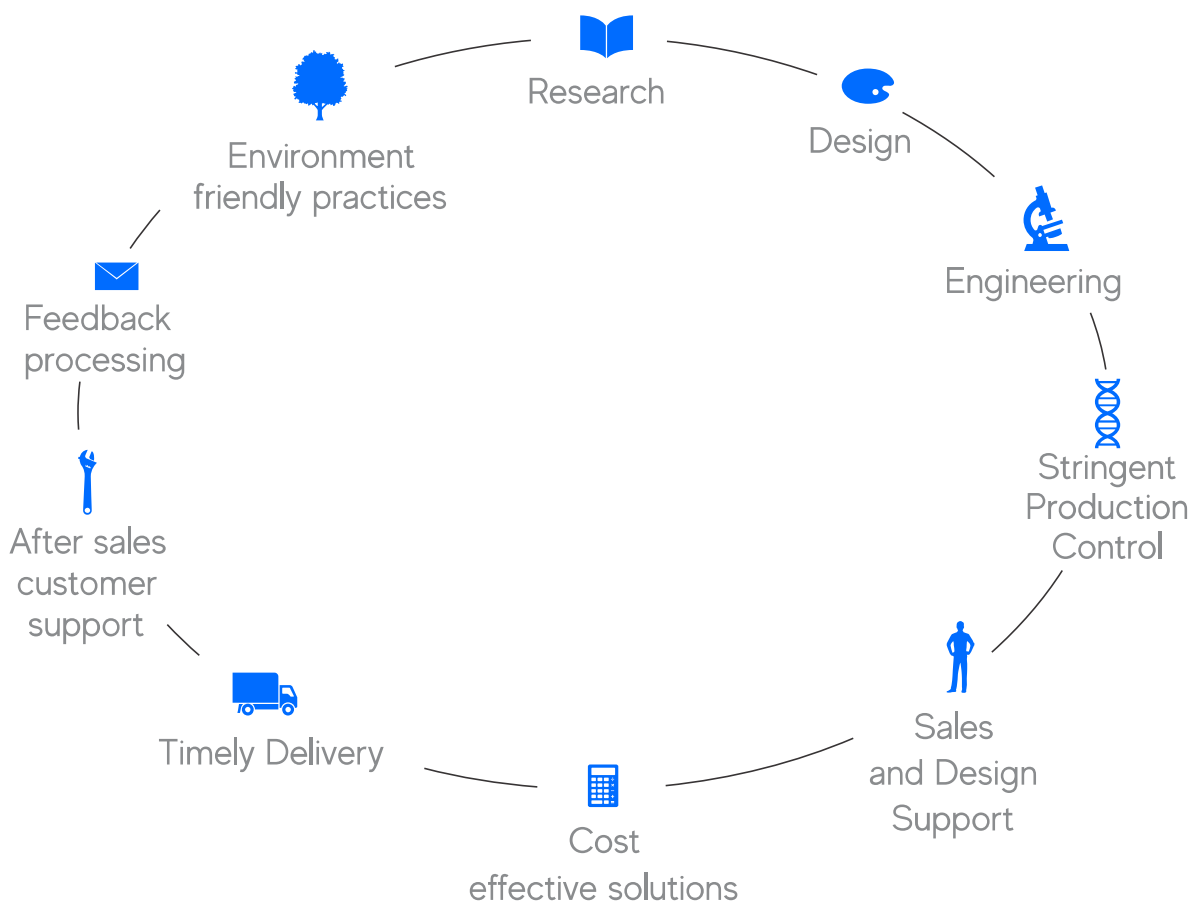 Research
Design
Engineering
Stringent
Production
Control
Sales
and Design
Support
Cost
effective solutions
Timely Delivery
After sales
customer
support
Feedback
processing
Environment
friendly practices